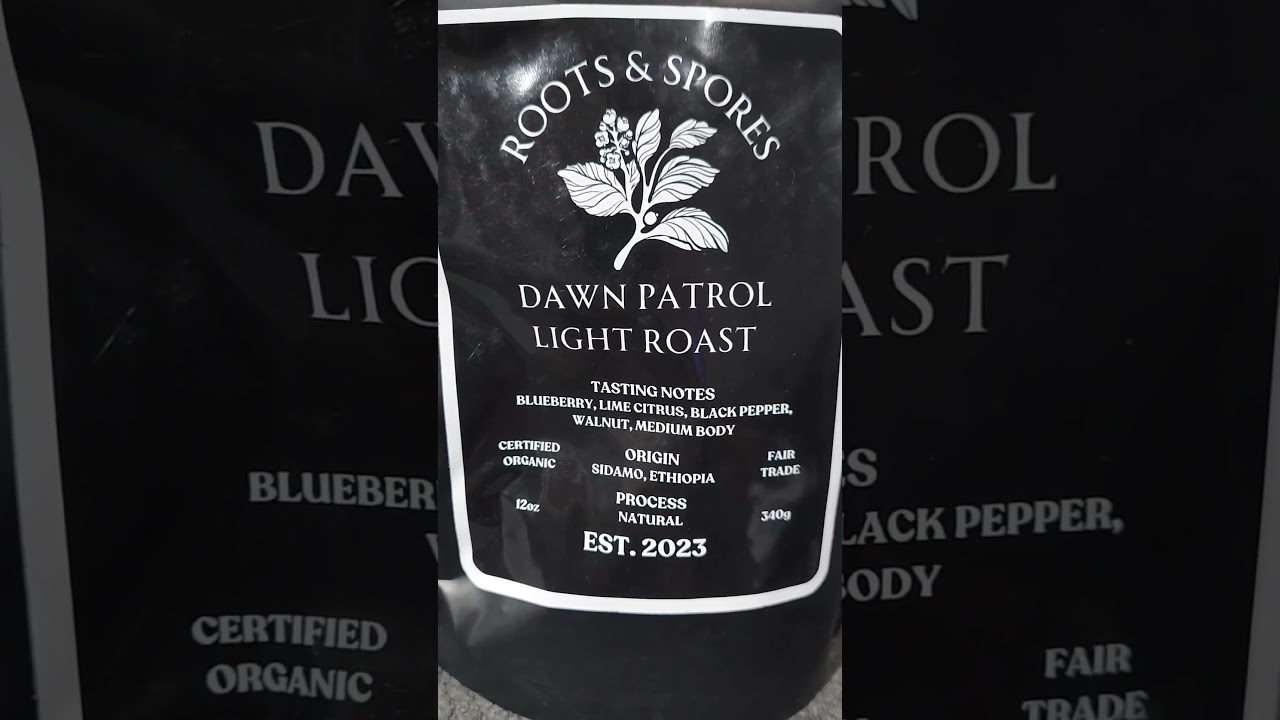 ROOTS & SPORES
DAWN PATROL
LIGHT ROAST
TASTING NOTES
BLUEBERRY, LIME CITRUS, BLACK PEPPER,
WALNUT, MEDIUM BODY
CERTIFIED
ORGANIC
ORIGIN
SIDAMO, ETHIOPIA
FAIR
TRADE
12oz
PROCESS
NATURAL
340g
EST. 2023